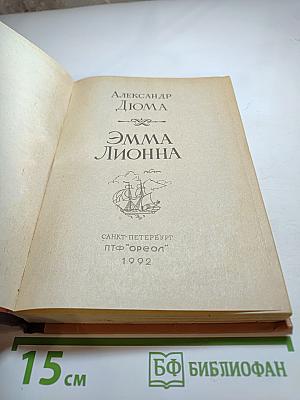 Александр
Дюма
Эмма
Лионна
Санкт-Петербург
ПТФ "Ореол"
1992
15 см
БФ БИБЛИОФАН